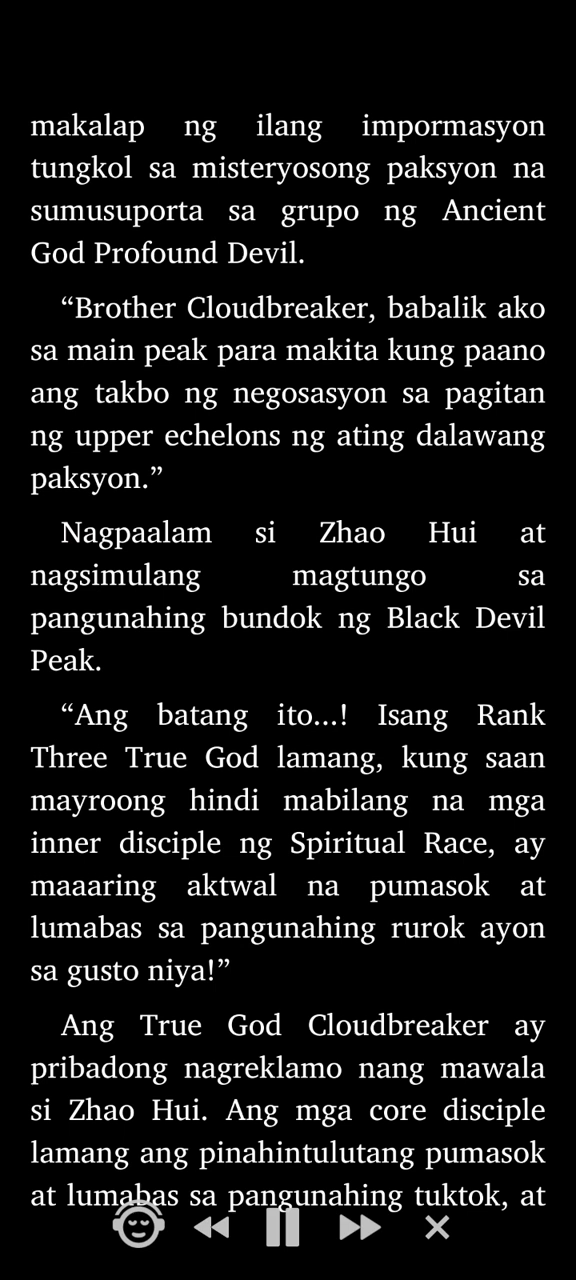 makalap ng ilang impormasyon
tungkol sa misteryosong paksyon na
sumusuporta sa grupo ng Ancient
God Profound Devil.
“Brother Cloudbreaker, babalik ako
sa main peak para makita kung paano
ang takbo ng negosasyon sa pagitan
ng upper echelons ng ating dalawang
paksyon.”
Nagpaalam si Zhao Hui at
nagsimulang magtungo sa
pangunahing bundok ng Black Devil
Peak.
“Ang batang ito...! Isang Rank
Three True God lamang, kung saan
mayroong hindi mabilang na mga
inner disciple ng Spiritual Race, ay
maaaring aktwal na pumasok at
lumabas sa pangunahing rurok ayon
sa gusto niya!”
Ang True God Cloudbreaker ay
pribadong nagreklamo nang mawala
si Zhao Hui. Ang mga core disciple
lamang ang pinahintulutang pumasok
at lumabas sa pangunahing tuktok, at